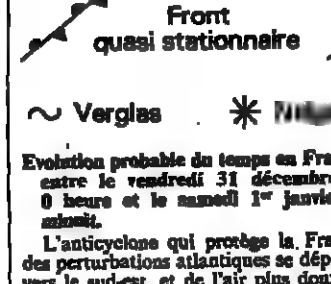 Front
quasi stationnaire
Verglas
Evolution probable du temps en Fra
entre le vendredi 31 décembre
0 heure et le samedi 1er janvie
minuit.
L'anticyclone qui protège la Fra
des perturbations atlantiques se dép
vers le sud-est, et de l'air plus dou